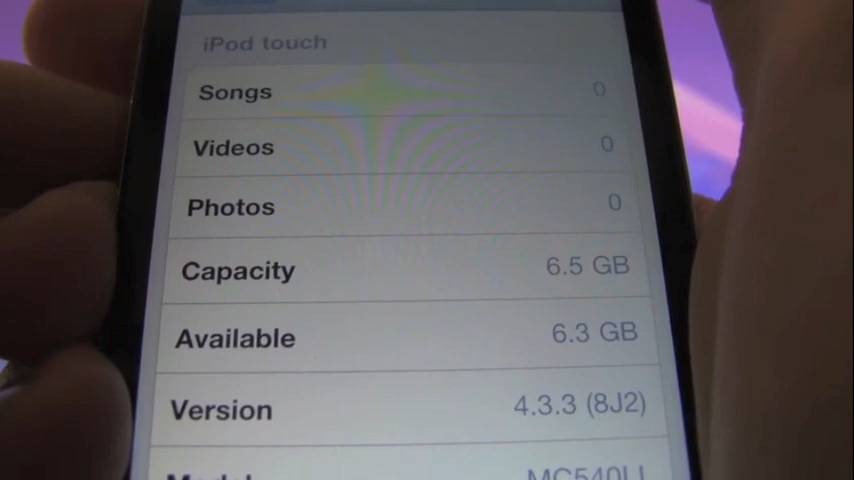 iPod touch
Songs 0
Videos 0
Photos 0
Capacity 6.5 GB
Available 6.3 GB
Version 4.3.3 (8J2)
Model MC540LL